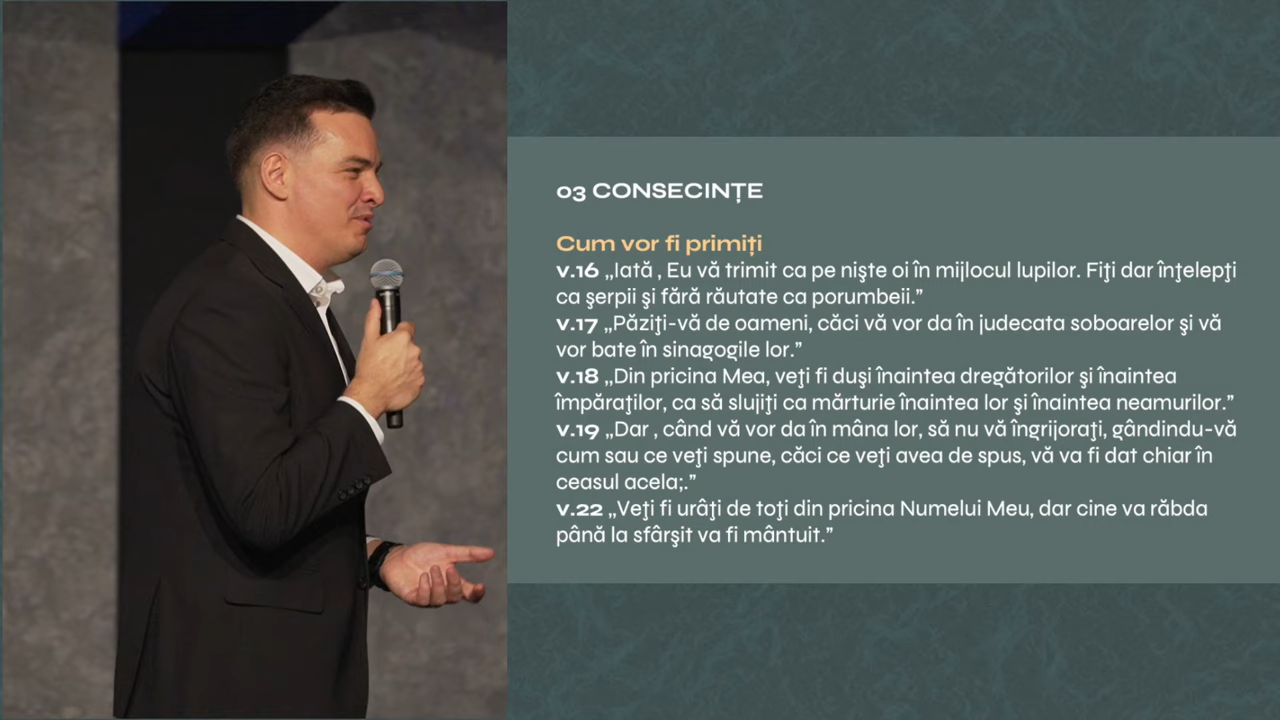 03 CONSECINȚE
Cum vor fi primiți
v.16 „Iată , Eu vă trimit ca pe nişte oi în mijlocul lupilor. Fiţi dar înţelepţi
ca şerpii şi fără răutate ca porumbeii.”
v.17 „Păziţi-vă de oameni, căci vă vor da în judecata soboarelor şi vă
vor bate în sinagogile lor.”
v.18 „Din pricina Mea, veţi fi duşi înaintea dregătorilor şi înaintea
împăraţilor, ca să slujiţi ca mărturie înaintea lor şi înaintea neamurilor.”
v.19 „Dar , când vă vor da în mâna lor, să nu vă îngrijoraţi, gândindu-vă
cum sau ce veţi spune, căci ce veţi avea de spus, vă va fi dat chiar în
ceasul acela;.”
v.22 „Veţi fi urâţi de toţi din pricina Numelui Meu, dar cine va răbda
până la sfârşit va fi mântuit.”